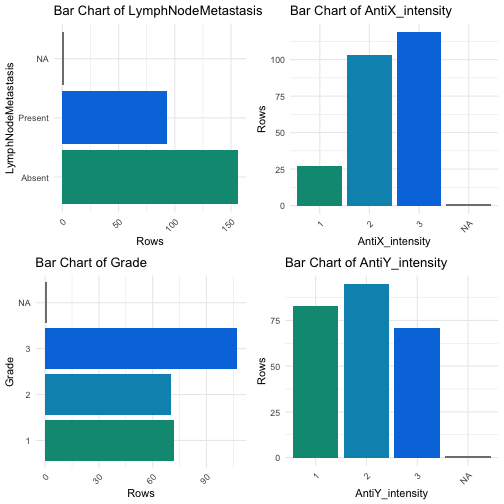 Bar Chart of LymphNodeMetastasis
LymphNodeMetastasis
NA
Present
Absent
0
50
100
150
Rows
Bar Chart of AntiX_intensity
Rows
100
75
50
25
0
1
2
3
NA
AntiX_intensity
Bar Chart of Grade
Grade
NA
3
2
1
0
30
60
90
Rows
Bar Chart of AntiY_intensity
Rows
75
50
25
0
1
2
3
NA
AntiY_intensity